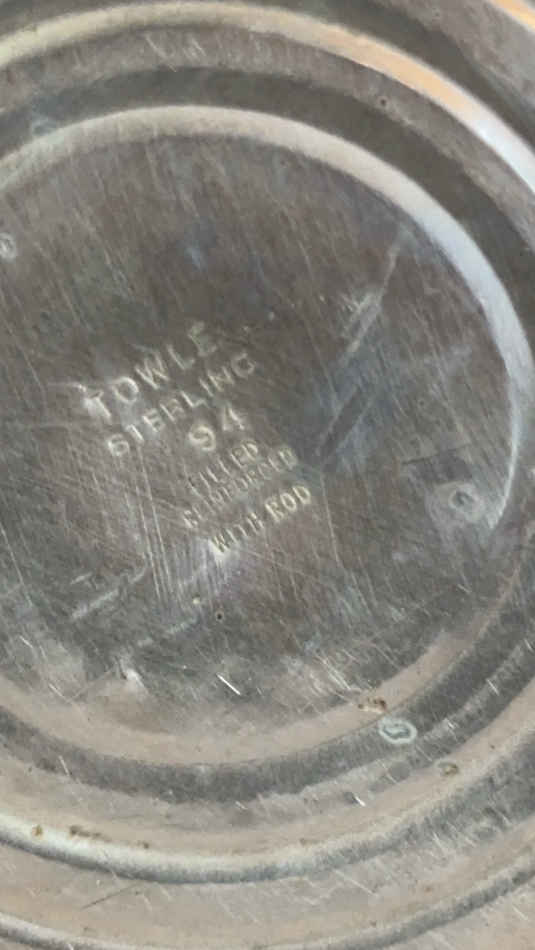 TOWLE
STERLING
94
FILLED
REINFORCED
WITH ROD